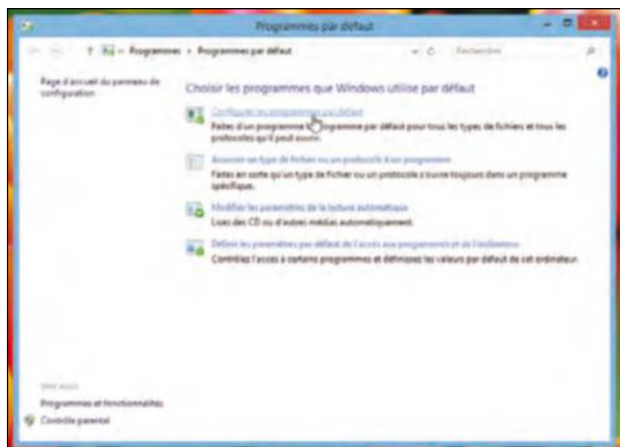 Programmes par défaut
Programmes
Programmes par défaut
Rechercher
Page d'accueil du panneau de
configuration
Choisir les programmes que Windows utilise par défaut
Configurer les programmes par défaut
Faites d'un programme le programme par défaut pour tous les types de fichiers et tous les
protocoles qu'il peut ouvrir.
Associer un type de fichier ou un protocole à un programme
Faites en sorte qu'un type de fichier ou un protocole s'ouvre toujours dans un programme
spécifique.
Modifier les paramètres de la lecture automatique
Lisez des CD ou d'autres médias automatiquement.
Définir les paramètres par défaut de l'accès aux programmes et de l'ordinateur
Contrôlez l'accès à certains programmes et définissez les valeurs par défaut de cet ordinateur.
Voir aussi
Programmes et fonctionnalités
Contrôle parental